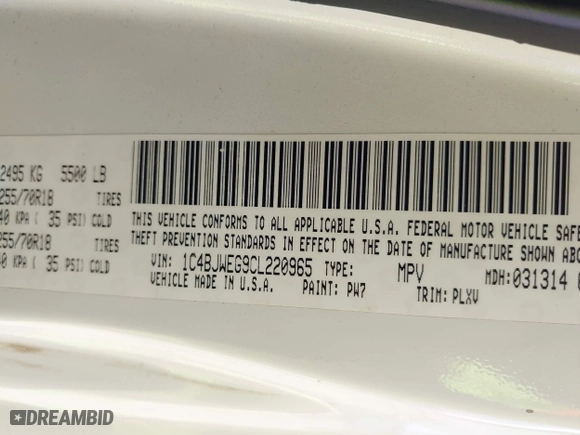 2495 KG 5500 LB
255/70R18 TIRES
40 KPA ( 35 PSI) COLD
255/70R18 TIRES
40 KPA ( 35 PSI) COLD
THIS VEHICLE CONFORMS TO ALL APPLICABLE U.S.A. FEDERAL MOTOR VEHICLE SAFE
THEFT PREVENTION STANDARDS IN EFFECT ON THE DATE OF MANUFACTURE SHOWN ABO
VIN: 1C4BJWEG9CL220965 TYPE: MPV MDH:031314
VEHICLE MADE IN U.S.A. PAINT: PW7 TRIM: PLXV
DREAMBID